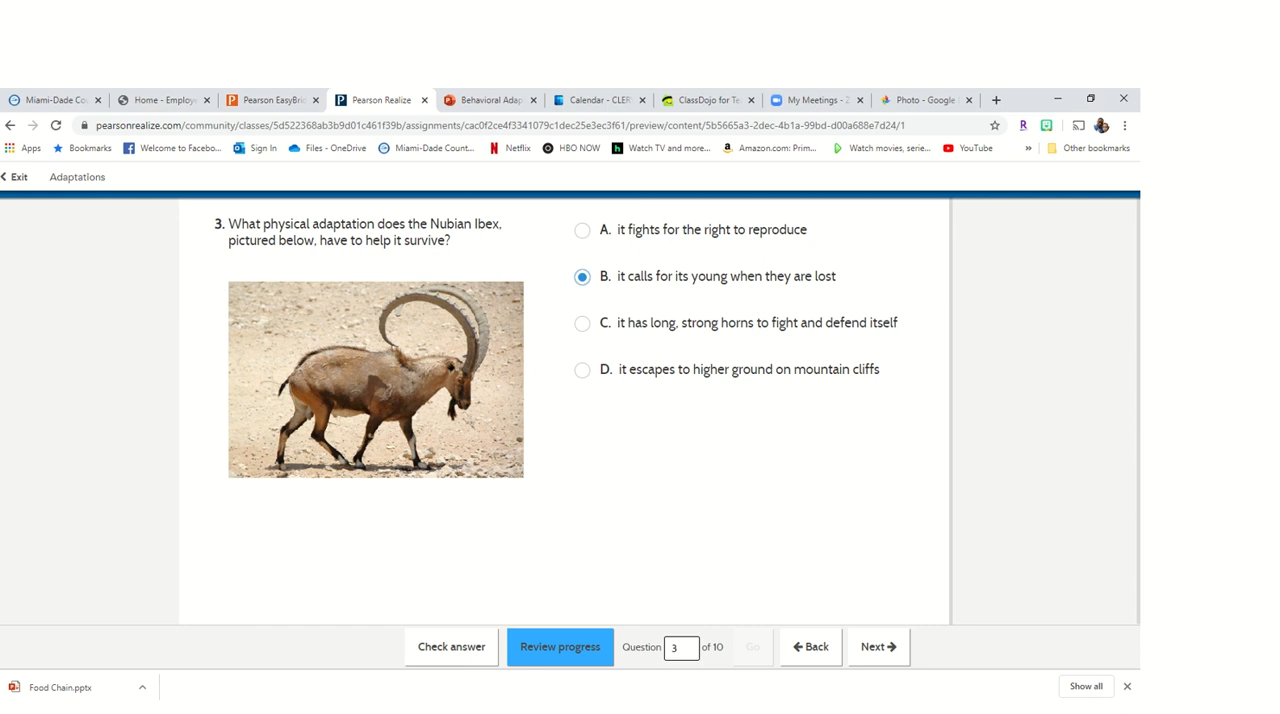 Miami-Dade Co Home - Employe Pearson EasyBri Pearson Realize Behavioral Adap Calendar - CLER ClassDojo for Te My Meetings - Z Photo - Google
pearsonrealize.com/community/classes/5d522368ab3b9d01c461f39b/assignments/cac0f2ce4f3341079c1dec25e3ec3f61/preview/content/5b5665a3-2dec-4b1a-99bd-d00a688e7d24/1
Apps Bookmarks Welcome to Facebo... Sign In Files - OneDrive Miami-Dade Count... Netflix HBO NOW Watch TV and more... Amazon.com: Prim... Watch movies, serie... YouTube » Other bookmarks
Exit Adaptations
3. What physical adaptation does the Nubian Ibex,
pictured below, have to help it survive?
A. it fights for the right to reproduce
B. it calls for its young when they are lost
C. it has long, strong horns to fight and defend itself
D. it escapes to higher ground on mountain cliffs
Check answer Review progress Question 3 of 10 Go Back Next
Food Chain.pptx Show all